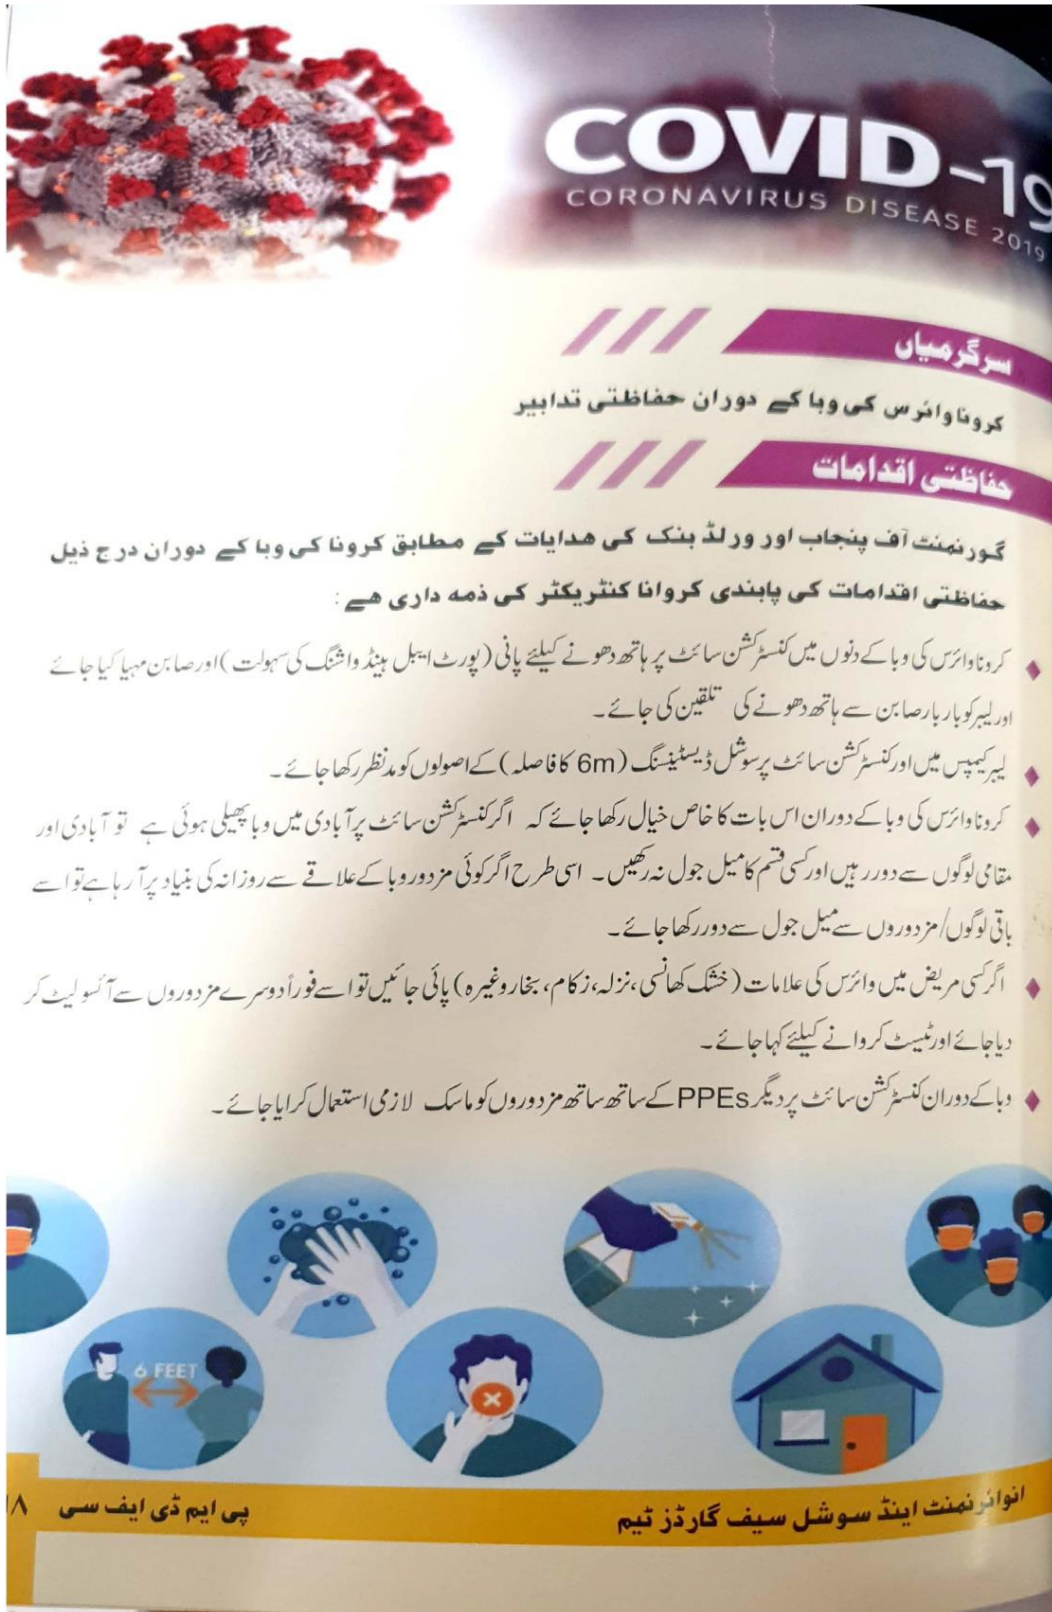 COVID-19
CORONAVIRUS DISEASE 2019
سرگرمیاں
کرونا وائرس کی وبا کے دوران حفاظتی تدابیر
حفاظتی اقدامات
گورنمنٹ آف پنجاب اور ورلڈ بنک کی ھدایات کے مطابق کرونا کی وبا کے دوران درج ذیل
حفاظتی اقدامات کی پابندی کروانا کنٹریکٹر کی ذمہ داری ھے :
کرونا وائرس کی وبا کے دنوں میں کنسٹرکشن سائٹ پر ہاتھ دھونے کیلئے پانی (پورٹ ایبل ہینڈ واشنگ کی سہولت) اور صابن مہیا کیا جائے
اور لیبر کو بار بار صابن سے ہاتھ دھونے کی تلقین کی جائے۔
لیبر کیمپس میں اور کنسٹرکشن سائٹ پر سوشل ڈیسٹینسنگ (6m کا فاصلہ) کے اصولوں کو مدنظر رکھا جائے۔
کرونا وائرس کی وبا کے دوران اس بات کا خاص خیال رکھا جائے کہ اگر کنسٹرکشن سائٹ پر آبادی میں وبا پھیلی ہوئی ہے تو آبادی اور
مقامی لوگوں سے دور رہیں اور کسی قسم کا میل جول نہ رکھیں۔ اسی طرح اگر کوئی مزدور وبا کے علاقے سے روزانہ کی بنیاد پر آ رہا ہے تو اسے
باقی لوگوں/مزدوروں سے میل جول سے دور رکھا جائے۔
اگر کسی مریض میں وائرس کی علامات (خشک کھانسی، نزلہ، زکام، بخار وغیرہ) پائی جائیں تو اسے فوراً دوسرے مزدوروں سے آئسولیٹ کر
دیا جائے اور ٹیسٹ کروانے کیلئے کہا جائے۔
وبا کے دوران کنسٹرکشن سائٹ پر دیگر PPEs کے ساتھ ساتھ مزدوروں کو ماسک لازمی استعمال کرایا جائے۔
6 FEET
انوائرنمنٹ اینڈ سوشل سیف گارڈز ٹیم
پی ایم ڈی ایف سی
۱۸